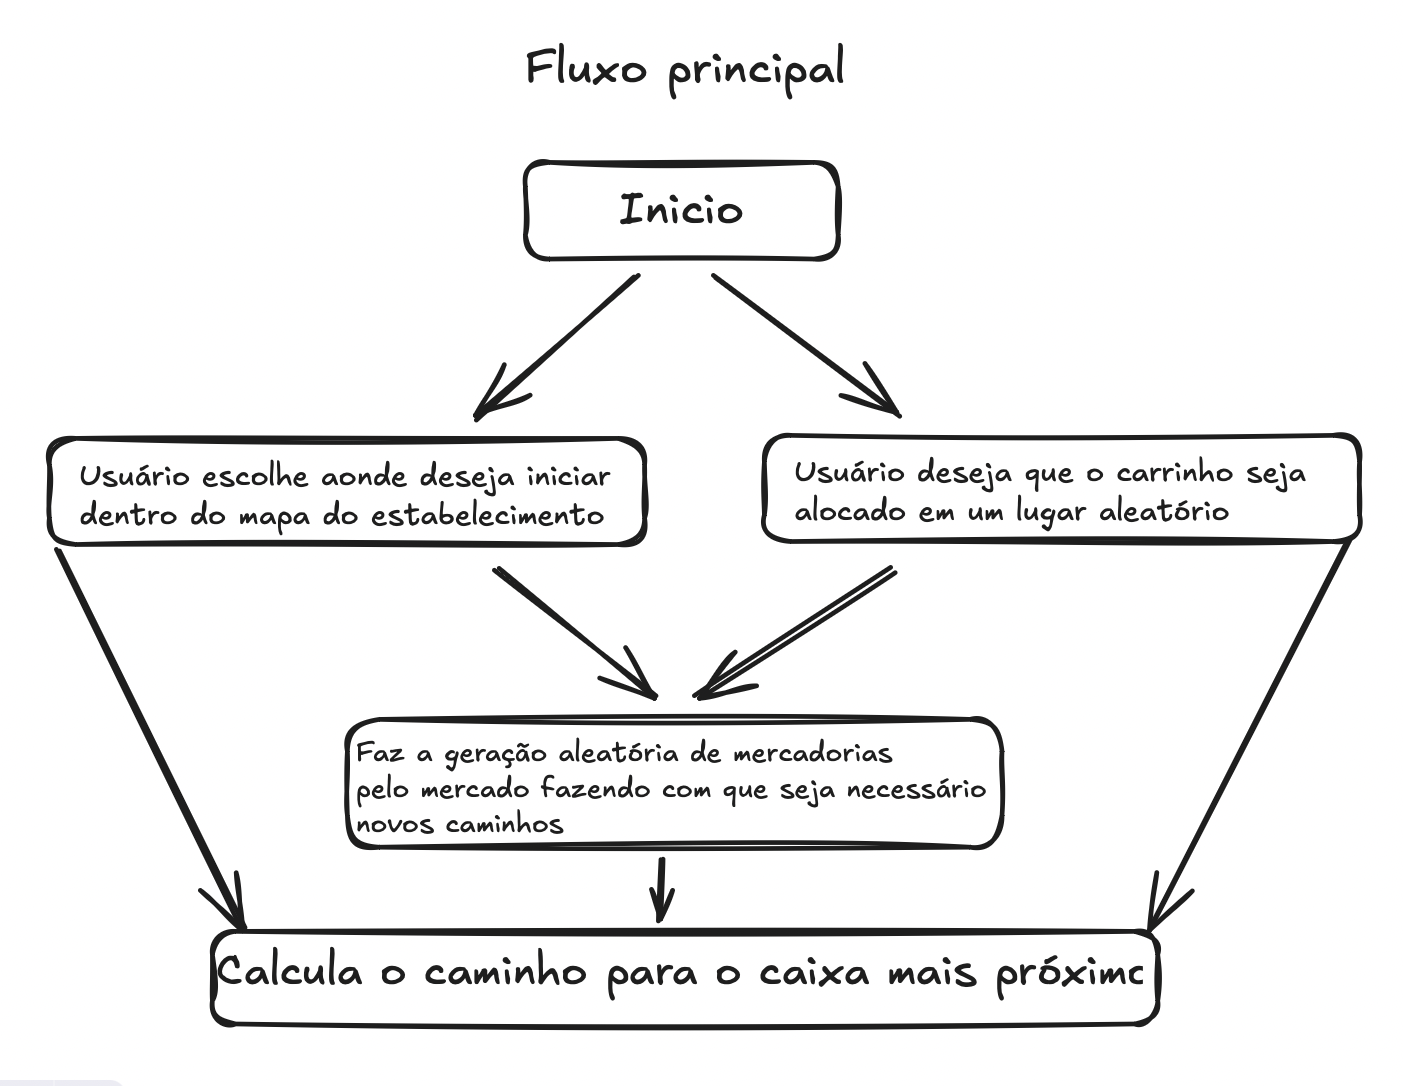 Fluxo principal
Inicio
Usuário escolhe aonde deseja iniciar
dentro do mapa do estabelecimento
Usuário deseja que o carrinho seja
alocado em um lugar aleatório
Faz a geração aleatória de mercadorias
pelo mercado fazendo com que seja necessário
novos caminhos
Calcula o caminho para o caixa mais próximo